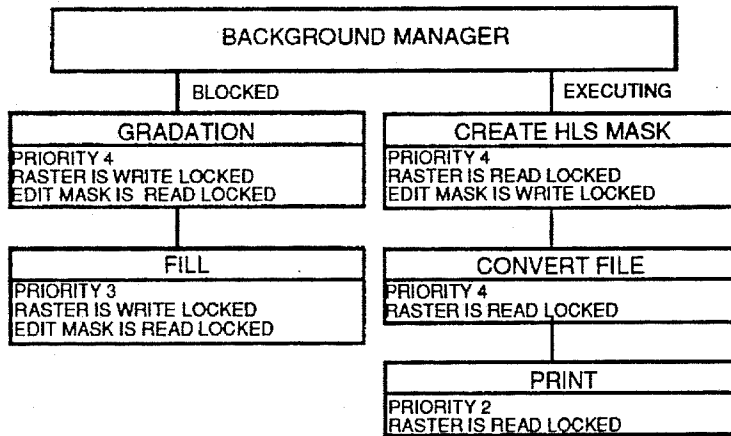 BACKGROUND MANAGER
BLOCKED
EXECUTING
GRADATION
PRIORITY 4
RASTER IS WRITE LOCKED
EDIT MASK IS READ LOCKED
CREATE HLS MASK
PRIORITY 4
RASTER IS READ LOCKED
EDIT MASK IS WRITE LOCKED
FILL
PRIORITY 3
RASTER IS WRITE LOCKED
EDIT MASK IS READ LOCKED
CONVERT FILE
PRIORITY 4
RASTER IS READ LOCKED
PRINT
PRIORITY 2
RASTER IS READ LOCKED